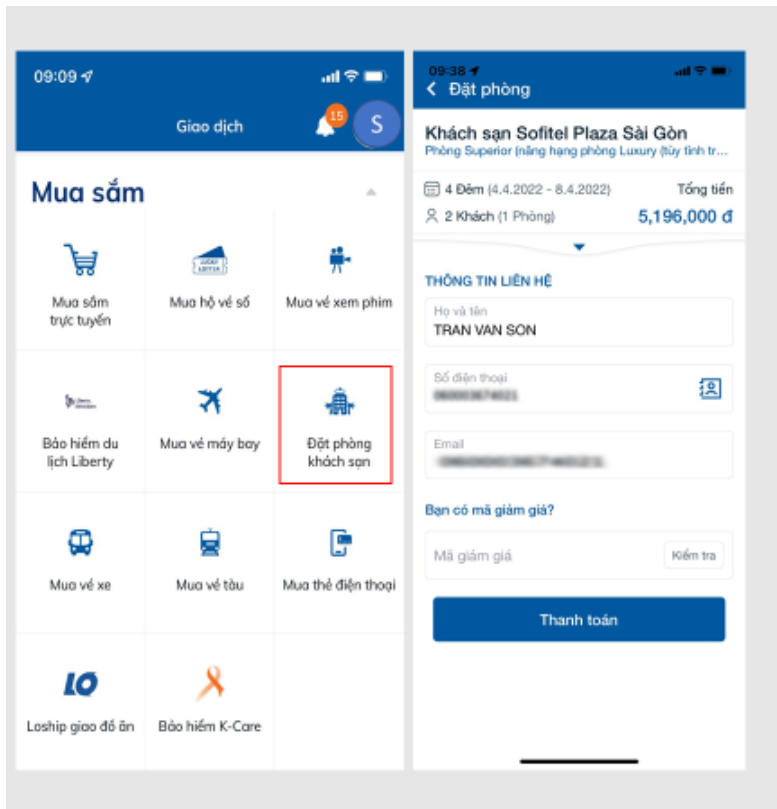 09:09
Giao dịch
15
S
Mua sắm
Mua sắm
trực tuyến
Mua hộ vé số
Mua vé xem phim
Bảo hiểm du
lịch Liberty
Mua vé máy bay
Đặt phòng
khách sạn
Mua vé xe
Mua vé tàu
Mua thẻ điện thoại
LO
Loship giao đồ ăn
Bảo hiểm K-Care
09:38
Đặt phòng
Khách sạn Sofitel Plaza Sài Gòn
Phòng Superior (nâng hạng phòng Luxury (tùy tình tr...
4 Đêm (4.4.2022 - 8.4.2022)
Tổng tiền
2 Khách (1 Phòng)
5,196,000 đ
THÔNG TIN LIÊN HỆ
Họ và tên
TRAN VAN SON
Số điện thoại
Email
Bạn có mã giảm giá?
Mã giảm giá
Kiểm tra
Thanh toán